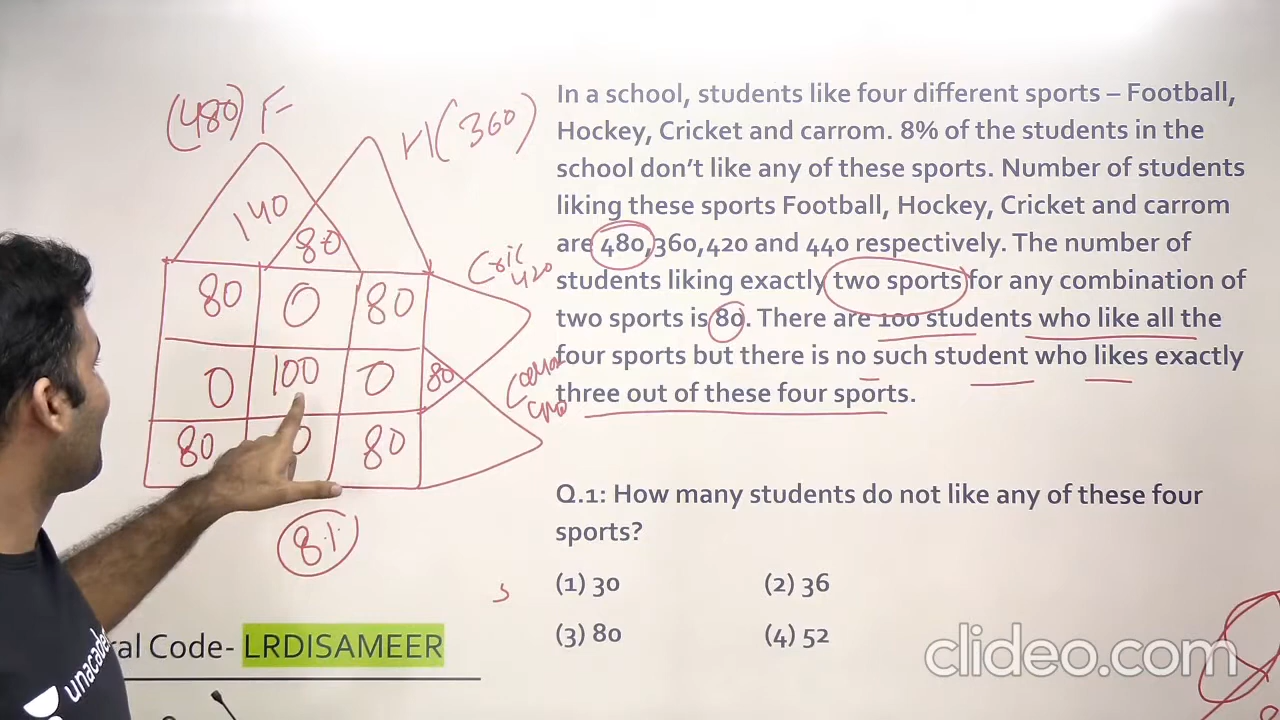 (480) F
H(360)
140
80
Cric
420
80 0 80
0 100 0 80
80 0 80
8%
In a school, students like four different sports – Football,
Hockey, Cricket and carrom. 8% of the students in the
school don't like any of these sports. Number of students
liking these sports Football, Hockey, Cricket and carrom
are 480,360,420 and 440 respectively. The number of
students liking exactly two sports for any combination of
two sports is 80. There are 100 students who like all the
four sports but there is no such student who likes exactly
three out of these four sports.
Q.1: How many students do not like any of these four
sports?
(1) 30 (2) 36
(3) 80 (4) 52
ral Code- LRDISAMEER
unacade
clideo.com